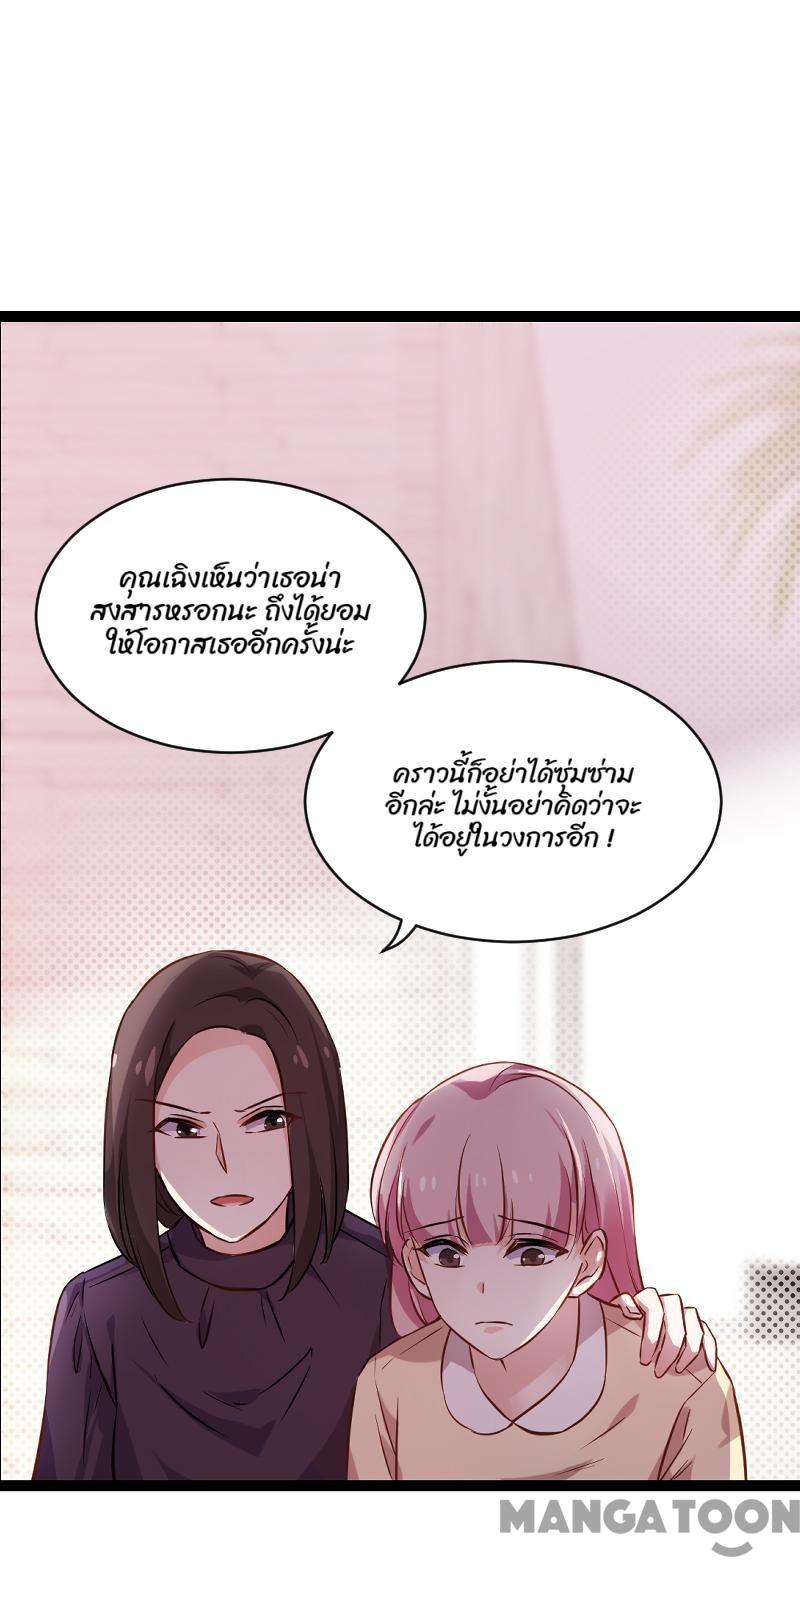 คุณเฉิงเห็นว่าเธอน่า
สงสารหรอกนะ ถึงได้ยอม
ให้โอกาสเธออีกครั้งน่ะ
คราวนี้ก็อย่าได้ซุ่มซ่าม
อีกล่ะ ไม่งั้นอย่าคิดว่าจะ
ได้อยู่ในวงการอีก !
MANGATOON